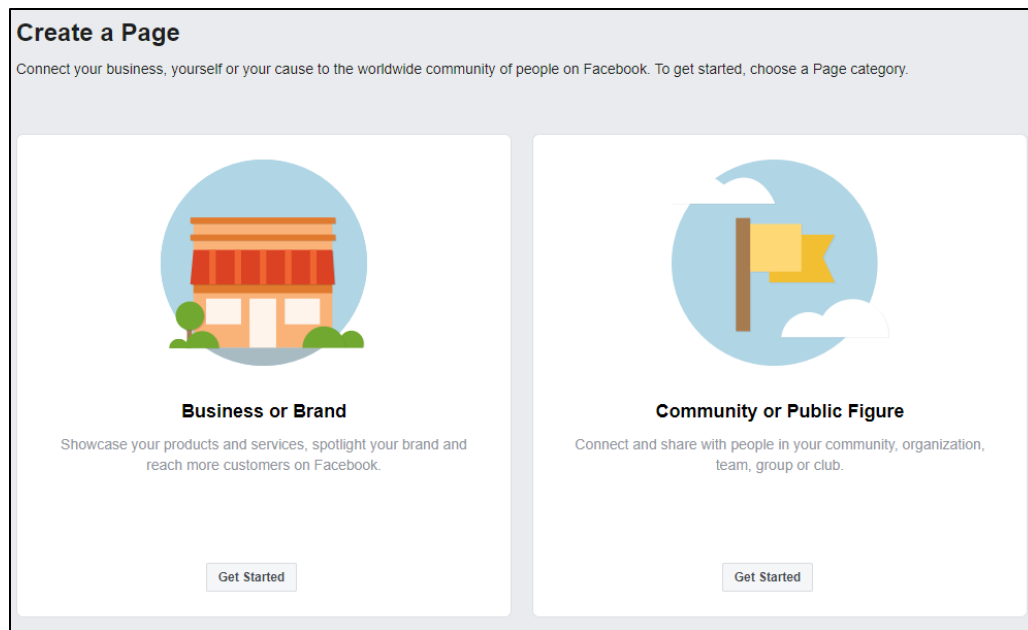 Create a Page
Connect your business, yourself or your cause to the worldwide community of people on Facebook. To get started, choose a Page category.
Business or Brand
Showcase your products and services, spotlight your brand and
reach more customers on Facebook.
Get Started
Community or Public Figure
Connect and share with people in your community, organization,
team, group or club.
Get Started